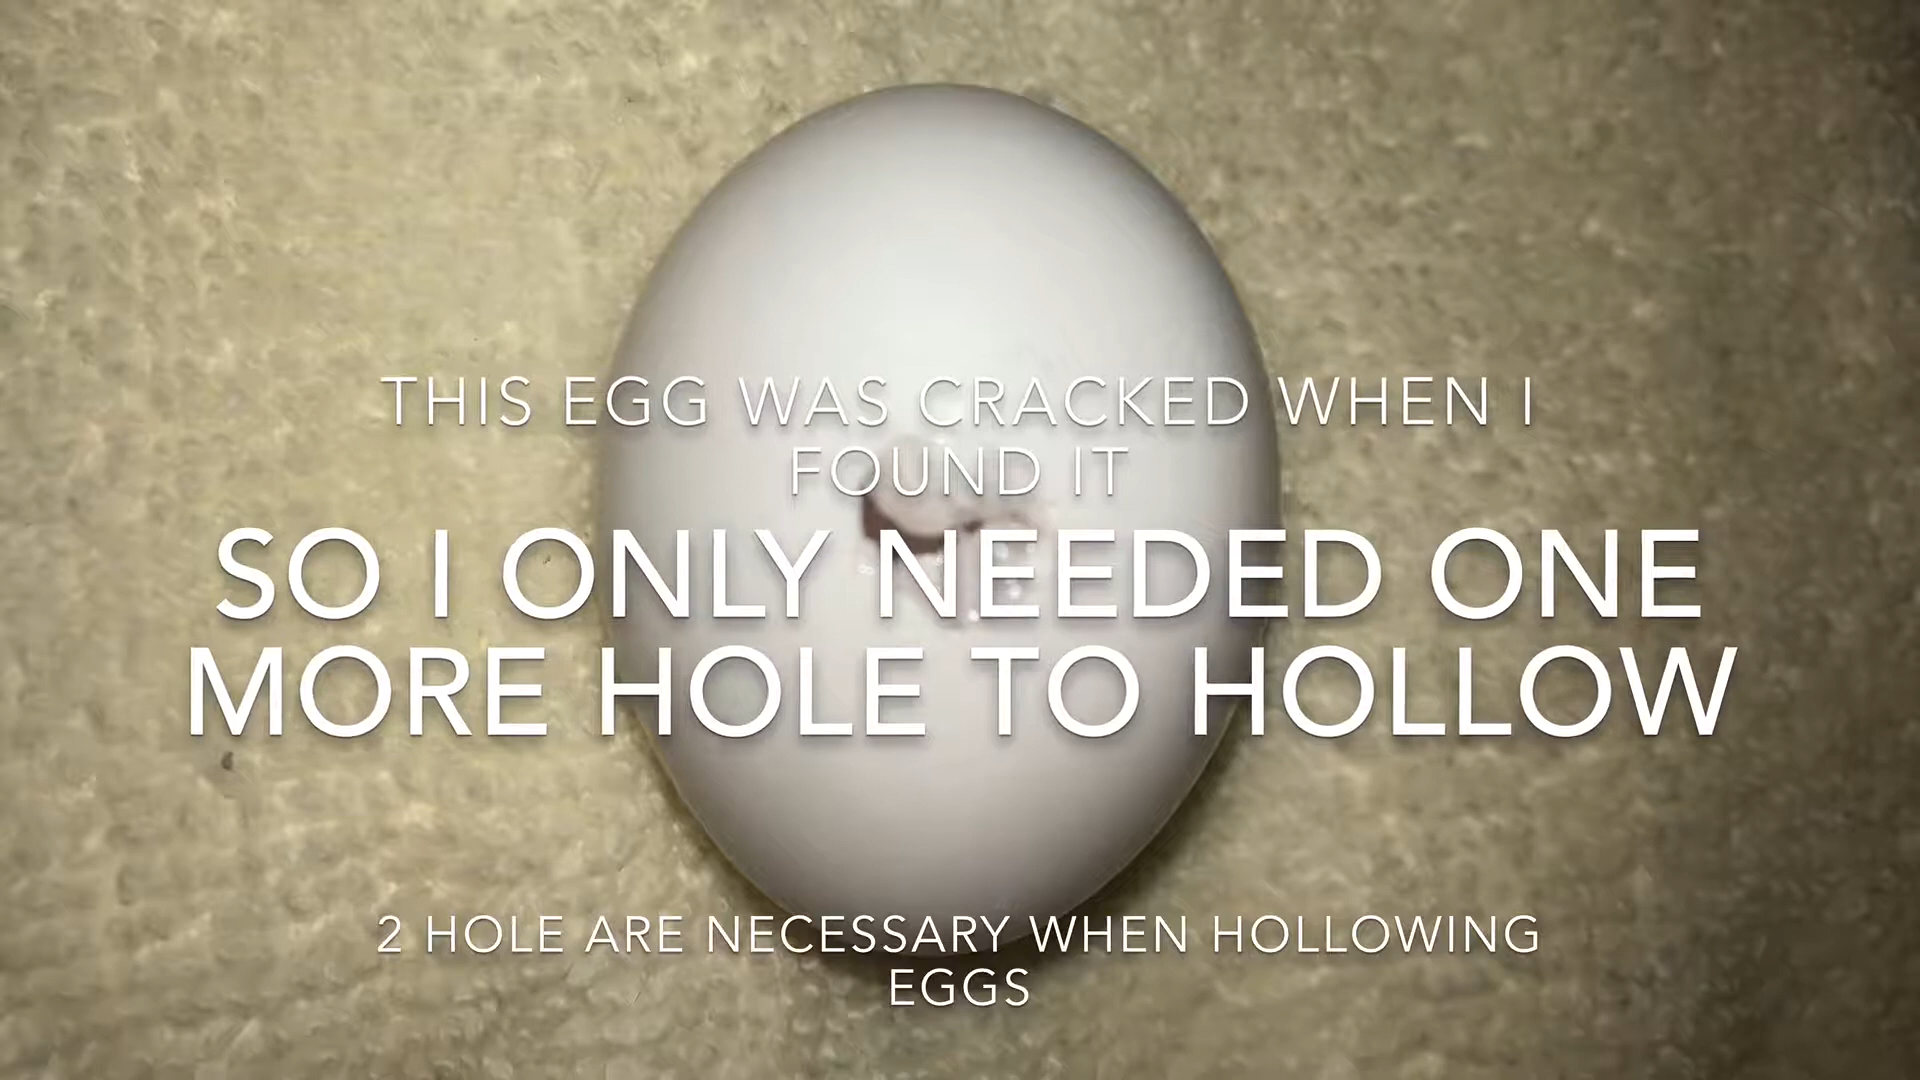 THIS EGG WAS CRACKED WHEN I
FOUND IT
SO I ONLY NEEDED ONE
MORE HOLE TO HOLLOW
2 HOLE ARE NECESSARY WHEN HOLLOWING
EGGS